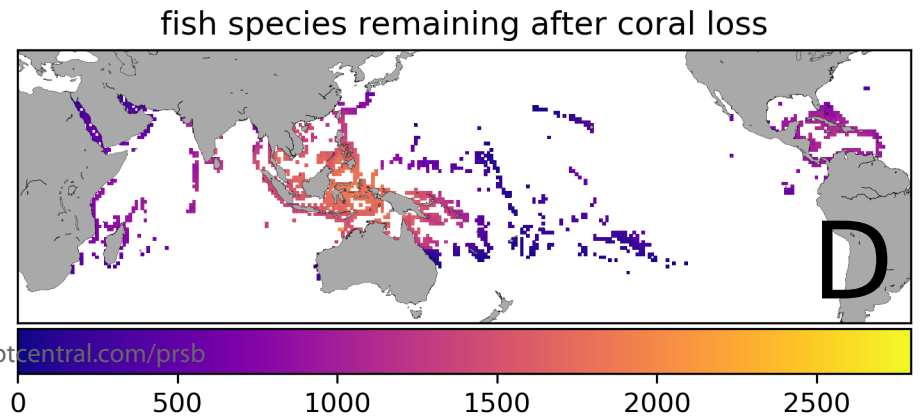 fish species remaining after coral loss
D
otcentral.com/prsb
0 500 1000 1500 2000 2500